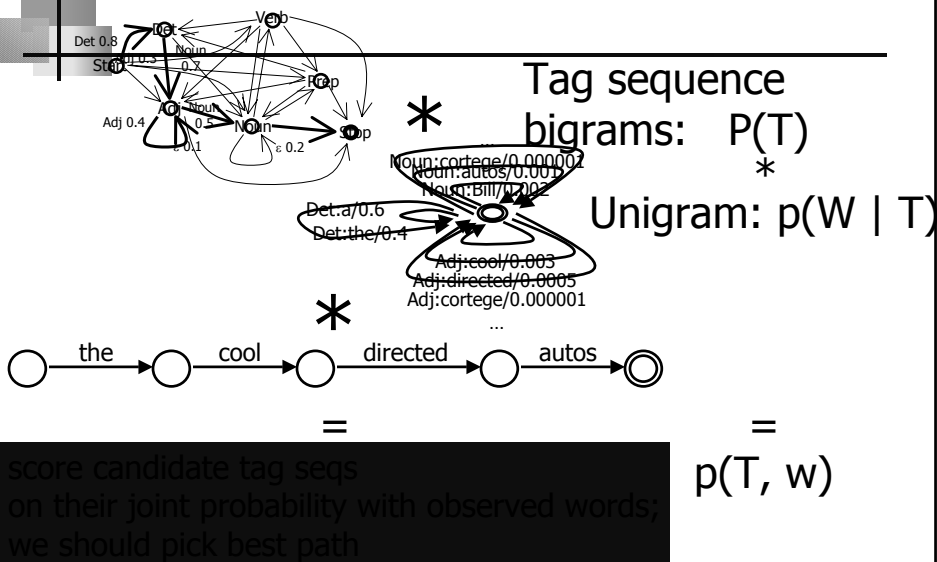 Verb
Det
Det 0.8
Noun
0.7
Adj 0.3
Start
Prep
Adj
Noun
0.5
Adj 0.4
Noun
Stop
ε 0.1
ε 0.2
*
Tag sequence
bigrams: P(T)
*
Unigram: p(W | T)
...
Noun:cortege/0.000001
Noun:autos/0.001
Noun:Bill/0.002
Det:a/0.6
Det:the/0.4
Adj:cool/0.003
Adj:directed/0.0005
Adj:cortege/0.000001
...
*
the cool directed autos
= =
score candidate tag seqs
on their joint probability with observed words;
we should pick best path
p(T, w)